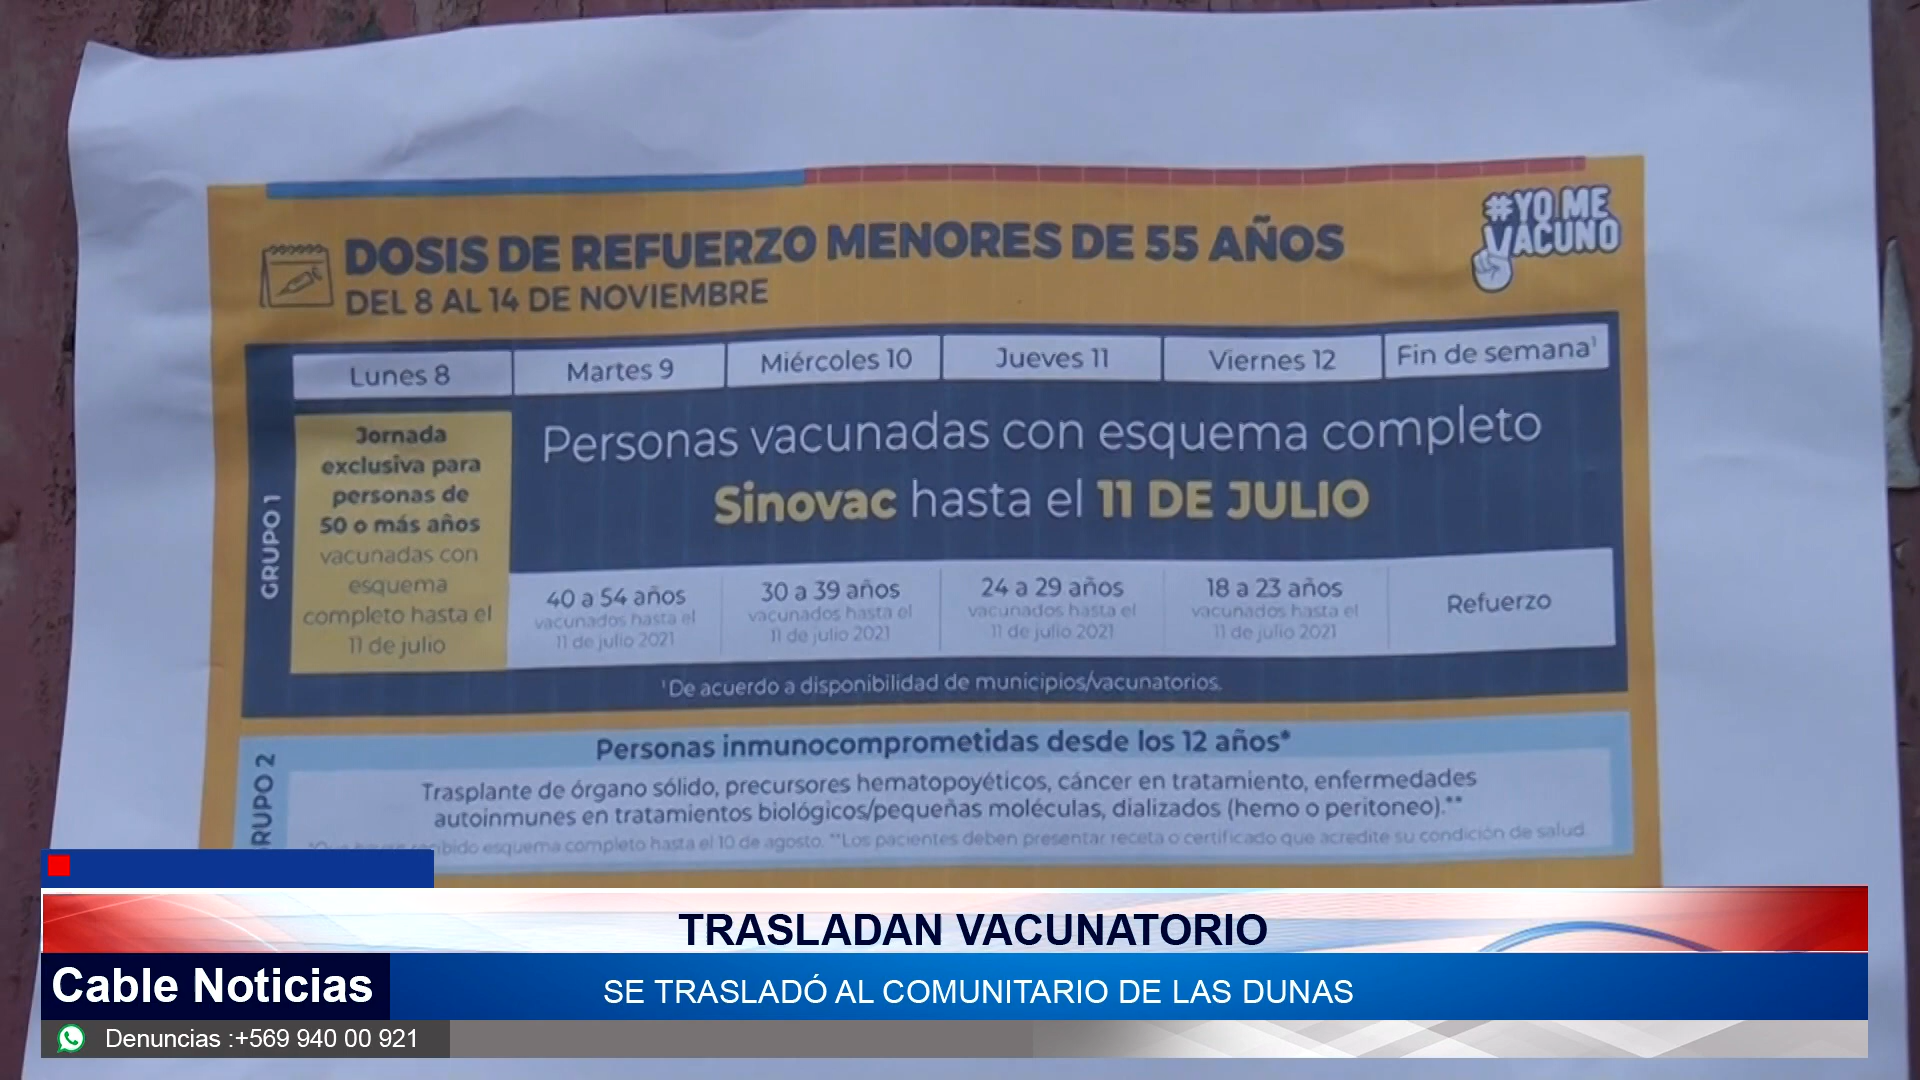 #YO ME
VACUNO
DOSIS DE REFUERZO MENORES DE 55 AÑOS
DEL 8 AL 14 DE NOVIEMBRE
Lunes 8
Martes 9
Miércoles 10
Jueves 11
Viernes 12
Fin de semana¹
GRUPO 1
Jornada
exclusiva para
personas de
50 o más años
vacunadas con
esquema
completo hasta el
11 de julio
Personas vacunadas con esquema completo
Sinovac hasta el 11 DE JULIO
40 a 54 años
vacunados hasta el
11 de julio 2021
30 a 39 años
vacunados hasta el
11 de julio 2021
24 a 29 años
vacunados hasta el
11 de julio 2021
18 a 23 años
vacunados hasta el
11 de julio 2021
Refuerzo
¹De acuerdo a disponibilidad de municipios/vacunatorios.
GRUPO 2
Personas inmunocomprometidas desde los 12 años*
Trasplante de órgano sólido, precursores hematopoyéticos, cáncer en tratamiento, enfermedades
autoinmunes en tratamientos biológicos/pequeñas moléculas, dializados (hemo o peritoneo).**
esquema completo hasta el 10 de agosto. **Los pacientes deben presentar receta o certificado que acredite su condición de salud.
TRASLADAN VACUNATORIO
Cable Noticias
SE TRASLADÓ AL COMUNITARIO DE LAS DUNAS
Denuncias :+569 940 00 921